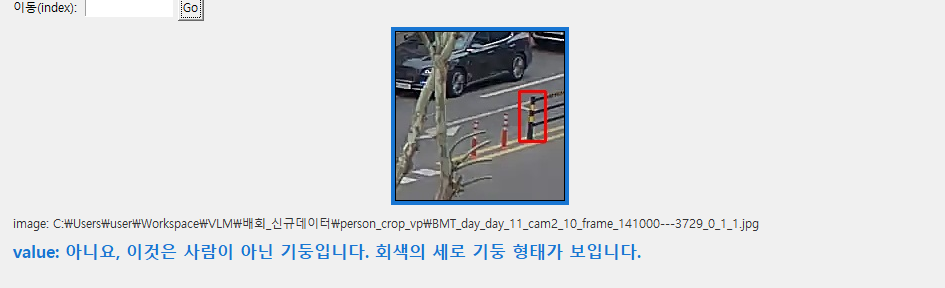 이동(index):
Go
image: C:₩Users₩user₩Workspace₩VLM₩배회_신규데이터₩person_crop_vp₩BMT_day_day_11_cam2_10_frame_141000---3729_0_1_1.jpg
value: 아니요, 이것은 사람이 아닌 기둥입니다. 회색의 세로 기둥 형태가 보입니다.